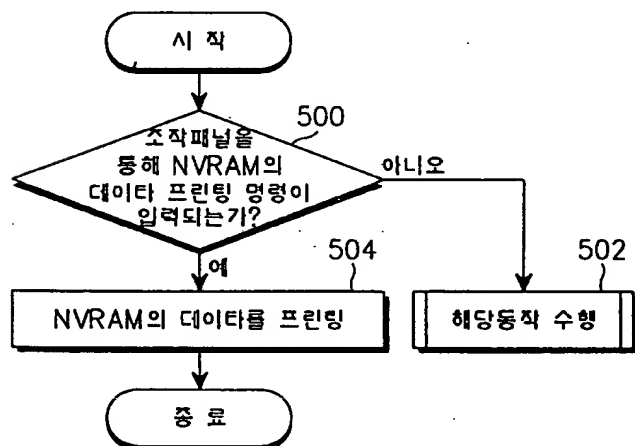 시 작
500
조작패널을
통해 NVRAM의
데이타 프린팅 명령이
입력되는가?
아니오
예
504
NVRAM의 데이타를 프린팅
502
해당동작 수행
종 료